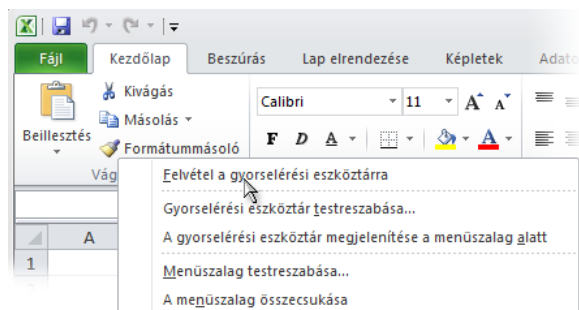 Fájl Kezdőlap Beszúrás Lap elrendezése Képletek Adato
Kivágás
Calibri 11 A A
Másolás
Beillesztés
Formátummásoló
F D A A
Vág
Felvétel a gyorselérési eszköztárra
Gyorselérési eszköztár testreszabása...
A gyorselérési eszköztár megjelenítése a menüszalag alatt
A
1
Menüszalag testreszabása...
A menüszalag összecsukása